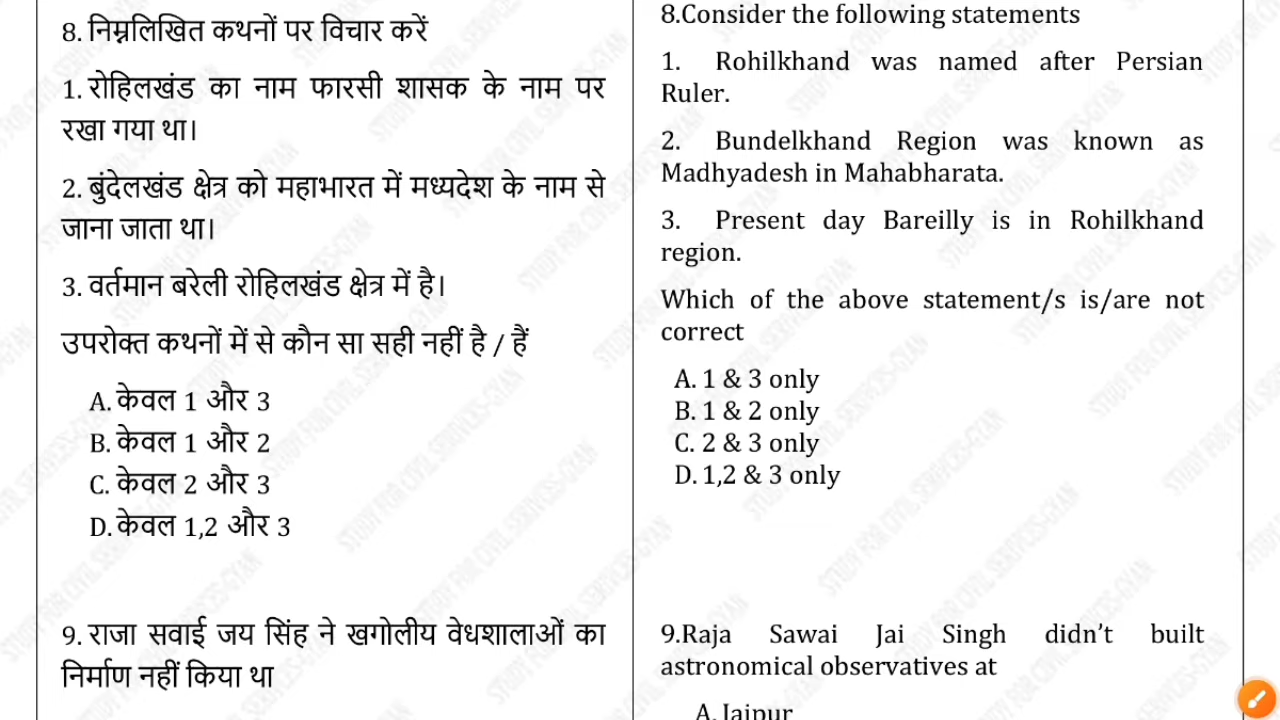 8. निम्नलिखित कथनों पर विचार करें
1. रोहिलखंड का नाम फारसी शासक के नाम पर
रखा गया था।
2. बुंदेलखंड क्षेत्र को महाभारत में मध्यदेश के नाम से
जाना जाता था।
3. वर्तमान बरेली रोहिलखंड क्षेत्र में है।
उपरोक्त कथनों में से कौन सा सही नहीं है / हैं
A. केवल 1 और 3
B. केवल 1 और 2
C. केवल 2 और 3
D. केवल 1,2 और 3
9. राजा सवाई जय सिंह ने खगोलीय वेधशालाओं का
निर्माण नहीं किया था
8.Consider the following statements
1. Rohilkhand was named after Persian
Ruler.
2. Bundelkhand Region was known as
Madhyadesh in Mahabharata.
3. Present day Bareilly is in Rohilkhand
region.
Which of the above statement/s is/are not
correct
A. 1 & 3 only
B. 1 & 2 only
C. 2 & 3 only
D. 1,2 & 3 only
9.Raja Sawai Jai Singh didn't built
astronomical observatives at
A. Jaipur
STUDY FOR CIVIL SERVICES-GYAN